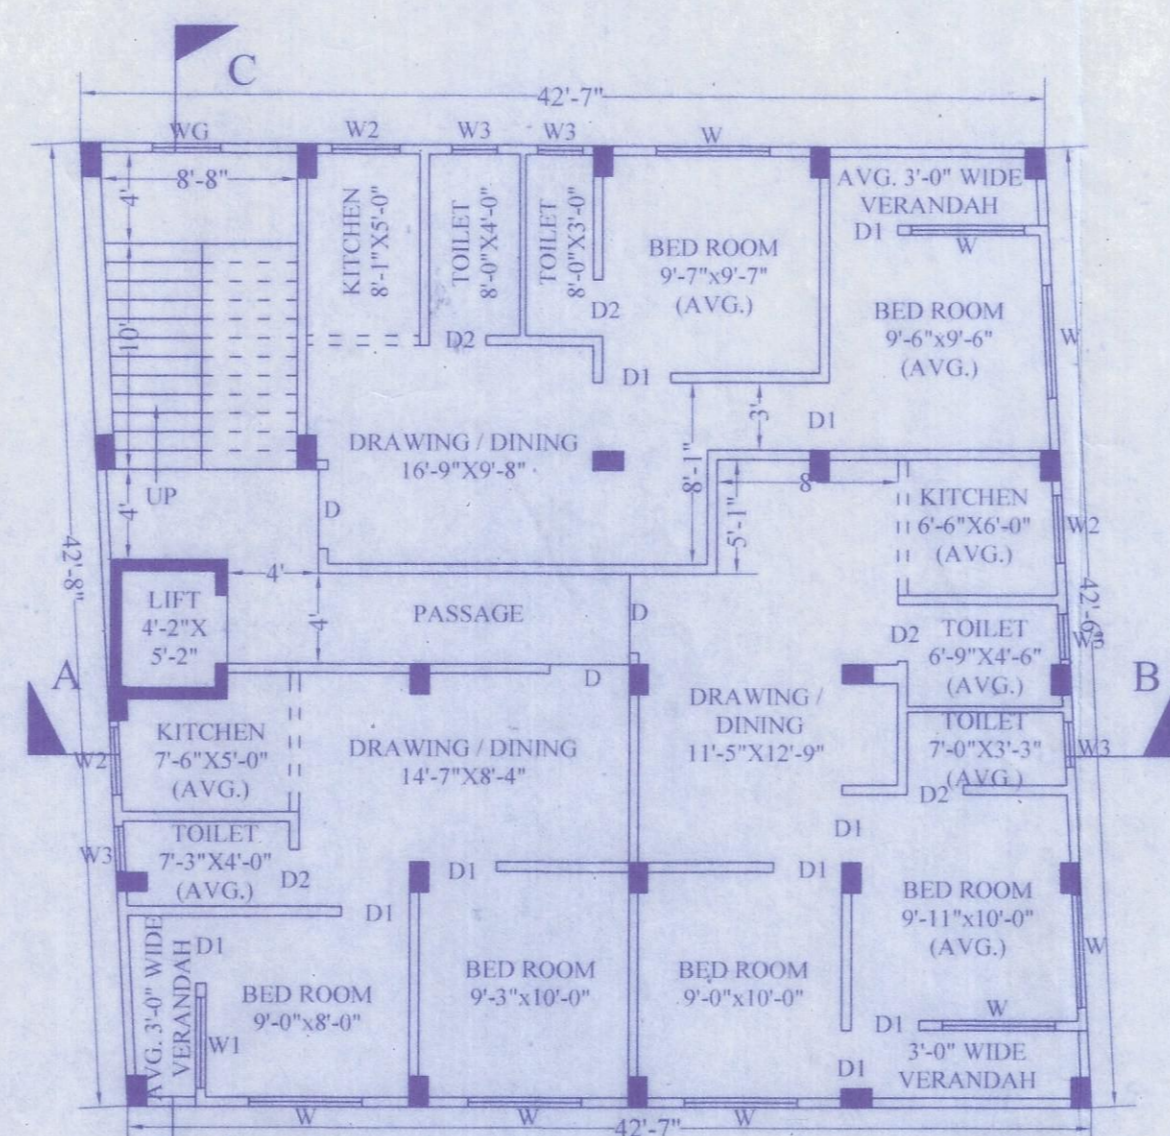 C
42'-7"
WG
W2
W3
W3
W
8'-8"
4'
KITCHEN
8'-1"X5'-0"
TOILET
8'-0"X4'-0"
TOILET
8'-0"X3'-0"
BED ROOM
9'-7"x9'-7"
(AVG.)
AVG. 3'-0" WIDE
VERANDAH
D1
W
BED ROOM
9'-6"x9'-6"
(AVG.)
W
10'
D2
D2
D1
3'
D1
DRAWING / DINING
16'-9"X9'-8"
8'-1"
8'
5'-1"
UP
4'
D
KITCHEN
6'-6"X6'-0"
(AVG.)
W2
42'-8"
42'-6"
LIFT
4'-2"X
5'-2"
4'
4'
PASSAGE
D
D2
TOILET
6'-9"X4'-6"
(AVG.)
W3
A
B
D
DRAWING /
DINING
11'-5"X12'-9"
TOILET
7'-0"X3'-3"
(AVG.)
W3
KITCHEN
7'-6"X5'-0"
(AVG.)
W2
DRAWING / DINING
14'-7"X8'-4"
D2
D1
TOILET
7'-3"X4'-0"
(AVG.)
W3
D2
D1
D1
D1
BED ROOM
9'-11"x10'-0"
(AVG.)
W
D1
AVG. 3'-0" WIDE
VERANDAH
BED ROOM
9'-0"x8'-0"
BED ROOM
9'-3"x10'-0"
BED ROOM
9'-0"x10'-0"
W1
D1
W
3'-0" WIDE
VERANDAH
D1
W
W
W
42'-7"